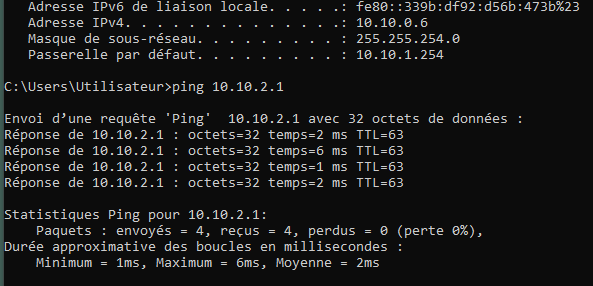 Adresse IPv6 de liaison locale. . . . .: fe80::339b:df92:d56b:473b%23
Adresse IPv4. . . . . . . . . . . . . .: 10.10.0.6
Masque de sous-réseau. . . . . . . . . : 255.255.254.0
Passerelle par défaut. . . . . . . . . : 10.10.1.254
C:\Users\Utilisateur>ping 10.10.2.1
Envoi d’une requête 'Ping'  10.10.2.1 avec 32 octets de données :
Réponse de 10.10.2.1 : octets=32 temps=2 ms TTL=63
Réponse de 10.10.2.1 : octets=32 temps=6 ms TTL=63
Réponse de 10.10.2.1 : octets=32 temps=1 ms TTL=63
Réponse de 10.10.2.1 : octets=32 temps=2 ms TTL=63
Statistiques Ping pour 10.10.2.1:
Paquets : envoyés = 4, reçus = 4, perdus = 0 (perte 0%),
Durée approximative des boucles en millisecondes :
Minimum = 1ms, Maximum = 6ms, Moyenne = 2ms